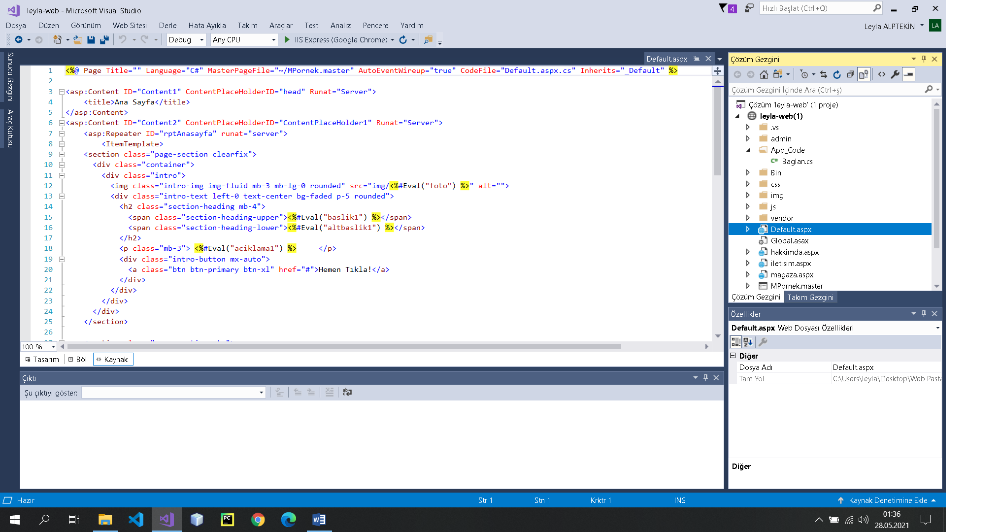 leyla-web - Microsoft Visual Studio
4
Hızlı Başlat (Ctrl+Q)
Dosya Düzen Görünüm Web Sitesi Derle Hata Ayıkla Takım Araçlar Test Analiz Pencere Yardım
Leyla ALPTEKİN LA
Debug Any CPU IIS Express (Google Chrome)
Sunucu Gezgini
Araç Kutusu
Default.aspx
1 <%@ Page Title="" Language="C#" MasterPageFile="~/MPornek.master" AutoEventWireup="true" CodeFile="Default.aspx.cs" Inherits="_Default" %>
2
3 <asp:Content ID="Content1" ContentPlaceHolderID="head" Runat="Server">
4 <title>Ana Sayfa</title>
5 </asp:Content>
6 <asp:Content ID="Content2" ContentPlaceHolderID="ContentPlaceHolder1" Runat="Server">
7 <asp:Repeater ID="rptAnasayfa" runat="server">
8 <ItemTemplate>
9 <section class="page-section clearfix">
10 <div class="container">
11 <div class="intro">
12 <img class="intro-img img-fluid mb-3 mb-lg-0 rounded" src="img/<%#Eval("foto") %>" alt="">
13 <div class="intro-text left-0 text-center bg-faded p-5 rounded">
14 <h2 class="section-heading mb-4">
15 <span class="section-heading-upper"><%#Eval("baslik1") %></span>
16 <span class="section-heading-lower"><%#Eval("altbaslik1") %></span>
17 </h2>
18 <p class="mb-3"> <%#Eval("aciklama1") %> </p>
19 <div class="intro-button mx-auto">
20 <a class="btn btn-primary btn-xl" href="#">Hemen Tıkla!</a>
21 </div>
22 </div>
23 </div>
24 </div>
25 </section>
26
100 %
Tasarım Böl Kaynak
Çıktı
Şu çıktıyı göster:
Çözüm Gezgini
Çözüm Gezgini İçinde Ara (Ctrl+ş)
Çözüm 'leyla-web' (1 proje)
leyla-web(1)
.vs
admin
App_Code
C# Baglan.cs
Bin
css
img
js
vendor
Default.aspx
Global.asax
hakkimda.aspx
iletisim.aspx
magaza.aspx
MPornek.master
Çözüm Gezgini Takım Gezgini
Özellikler
Default.aspx Web Dosyası Özellikleri
Diğer
Dosya Adı Default.aspx
Tam Yol C:\Users\leyla\Desktop\Web Pasta
Diğer
Hazır Str 1 Stn 1 Krktr 1 INS Kaynak Denetimine Ekle
PC
W
01:36
28.05.2021